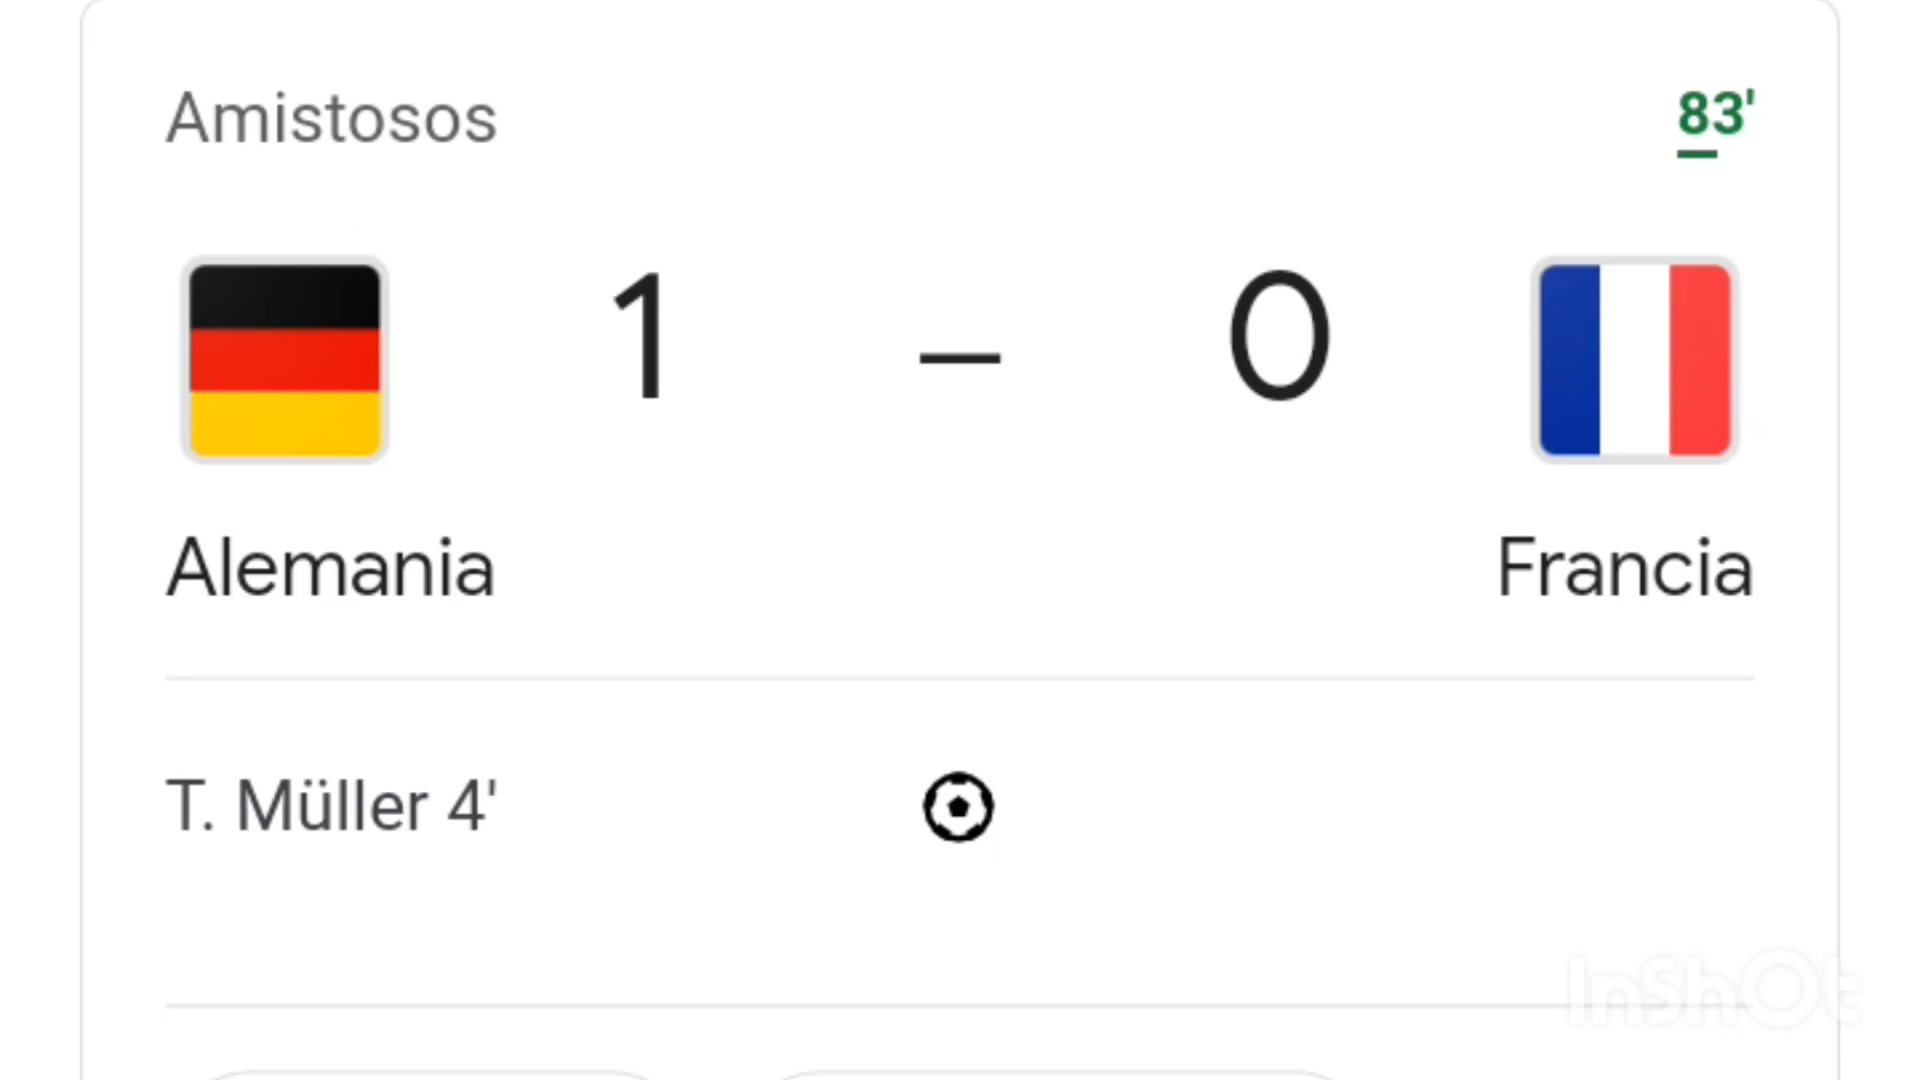 Amistosos 83'
1 – 0
Alemania Francia
T. Müller 4'
InShOt